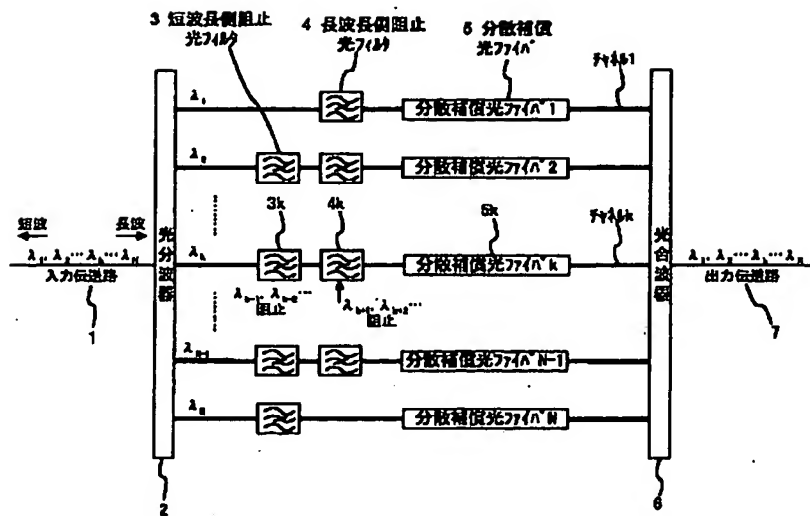 3 短波長側阻止
光フィルタ
4 長波長側阻止
光フィルタ
5 分散補償
光ファイバ
λ₁
チャネル1
分散補償光ファイバ1
λ₂
分散補償光ファイバ2
短波
長波
光分波器
3k
4k
5k
チャネルk
光合波器
λ₁, λ₂…λₖ…λN
入力伝送路
1
λₖ
分散補償光ファイバk
λ₁, λ₂…λₖ…λN
出力伝送路
7
λₖ₋₁, λₖ₋₂…
阻止
λₖ₊₁, λₖ₊₂…
阻止
λN-1
分散補償光ファイバN-1
λN
分散補償光ファイバN
2
6